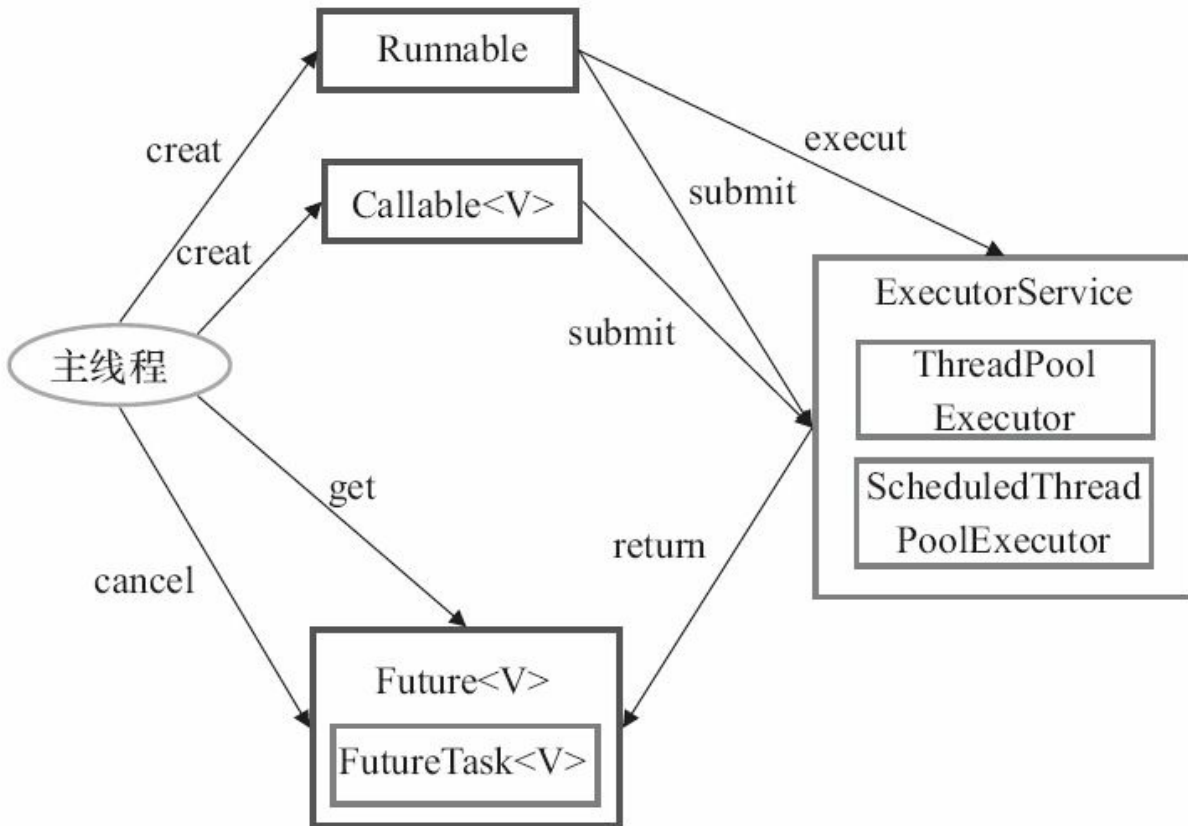 Runnable
creat
execut
submit
Callable<V>
creat
ExecutorService
submit
主线程
ThreadPool
Executor
get
ScheduledThread
PoolExecutor
return
cancel
Future<V>
FutureTask<V>